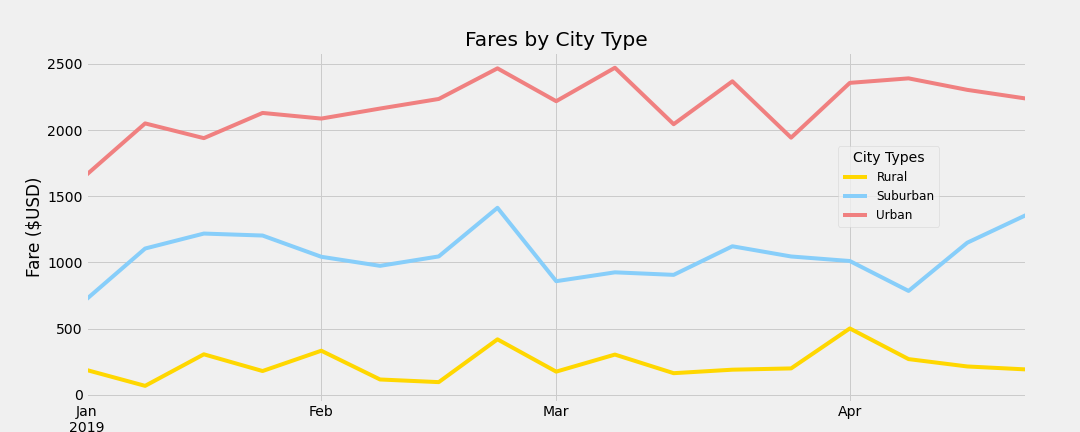 Fares by City Type
Fare ($USD)
2500
2000
1500
1000
500
0
City Types
Rural
Suburban
Urban
Jan
2019
Feb
Mar
Apr